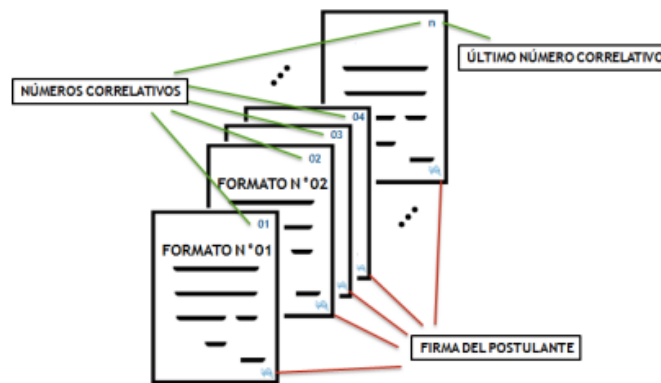 n
ÚLTIMO NÚMERO CORRELATIVO
NÚMEROS CORRELATIVOS
04
03
02
FORMATO N°02
01
FORMATO N°01
FIRMA DEL POSTULANTE